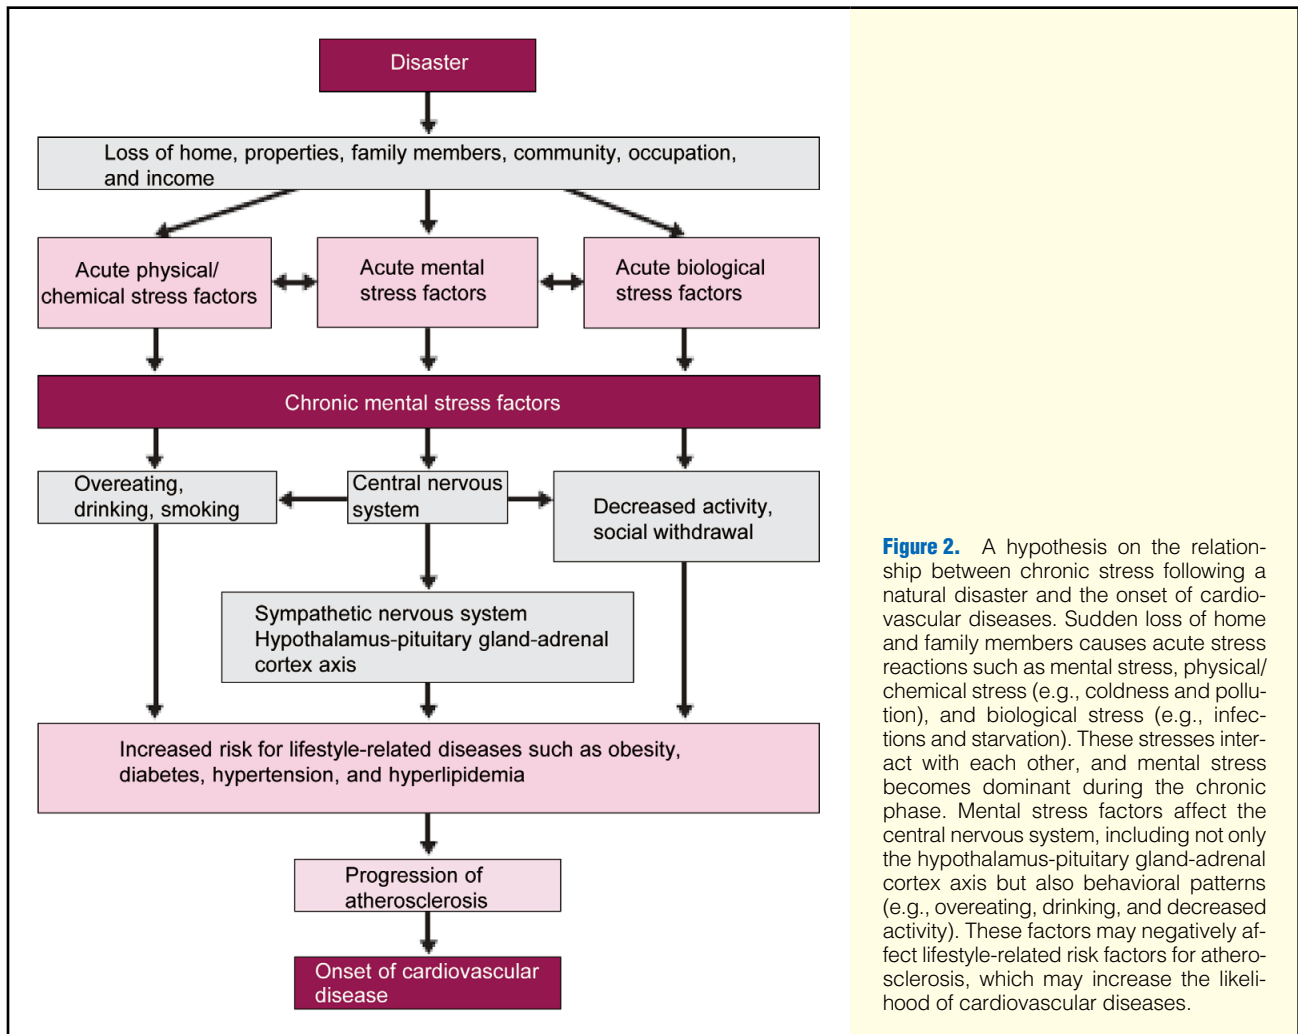 Disaster
Loss of home, properties, family members, community, occupation,
and income
Acute physical/
chemical stress factors
Acute mental
stress factors
Acute biological
stress factors
Chronic mental stress factors
Overeating,
drinking, smoking
Central nervous
system
Decreased activity,
social withdrawal
Sympathetic nervous system
Hypothalamus-pituitary gland-adrenal
cortex axis
Increased risk for lifestyle-related diseases such as obesity,
diabetes, hypertension, and hyperlipidemia
Progression of
atherosclerosis
Onset of cardiovascular
disease
Figure 2. A hypothesis on the relation-
ship between chronic stress following a
natural disaster and the onset of cardio-
vascular diseases. Sudden loss of home
and family members causes acute stress
reactions such as mental stress, physical/
chemical stress (e.g., coldness and pollu-
tion), and biological stress (e.g., infec-
tions and starvation). These stresses inter-
act with each other, and mental stress
becomes dominant during the chronic
phase. Mental stress factors affect the
central nervous system, including not only
the hypothalamus-pituitary gland-adrenal
cortex axis but also behavioral patterns
(e.g., overeating, drinking, and decreased
activity). These factors may negatively af-
fect lifestyle-related risk factors for athero-
sclerosis, which may increase the likeli-
hood of cardiovascular diseases.